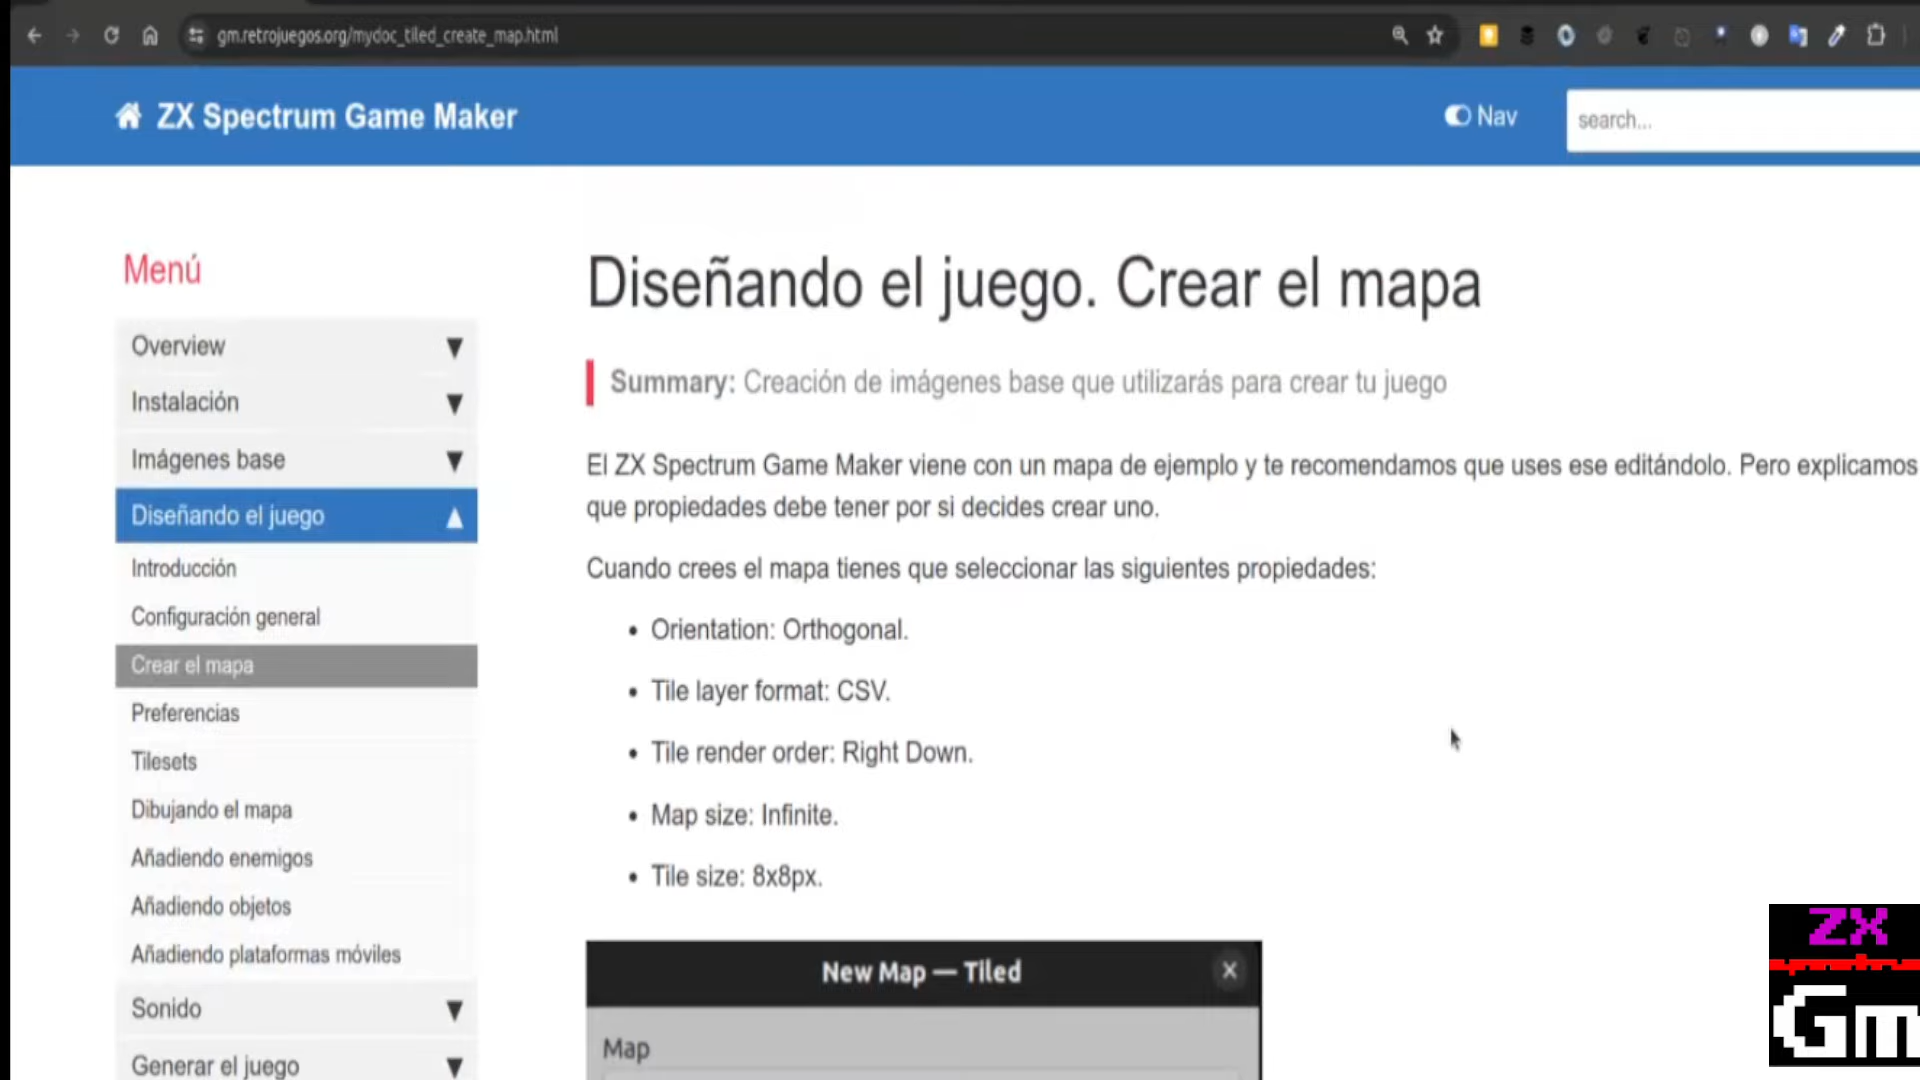 gm.retrojuegos.org/mydoc_tiled_create_map.html
ZX Spectrum Game Maker
Nav
search...
Menú
Overview
Instalación
Imágenes base
Diseñando el juego
Introducción
Configuración general
Crear el mapa
Preferencias
Tilesets
Dibujando el mapa
Añadiendo enemigos
Añadiendo objetos
Añadiendo plataformas móviles
Sonido
Generar el juego
Diseñando el juego. Crear el mapa
Summary: Creación de imágenes base que utilizarás para crear tu juego
El ZX Spectrum Game Maker viene con un mapa de ejemplo y te recomendamos que uses ese editándolo. Pero explicamos
que propiedades debe tener por si decides crear uno.
Cuando crees el mapa tienes que seleccionar las siguientes propiedades:
• Orientation: Orthogonal.
• Tile layer format: CSV.
• Tile render order: Right Down.
• Map size: Infinite.
• Tile size: 8x8px.
New Map — Tiled
Map
ZX
Gm